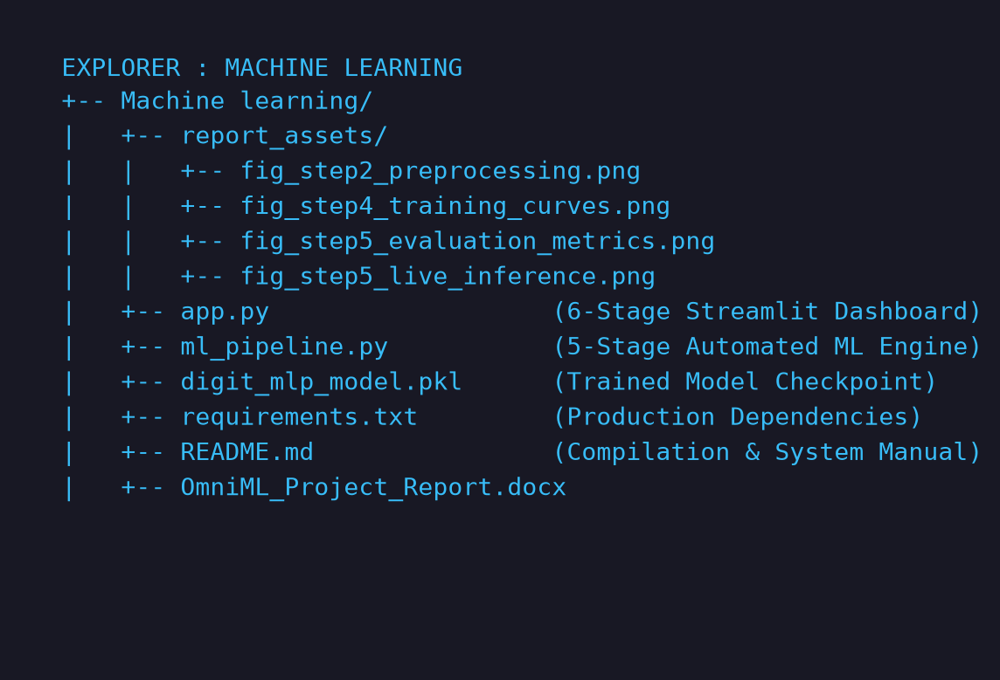 EXPLORER : MACHINE LEARNING
+-- Machine learning/
|   +-- report_assets/
|   |   +-- fig_step2_preprocessing.png
|   |   +-- fig_step4_training_curves.png
|   |   +-- fig_step5_evaluation_metrics.png
|   |   +-- fig_step5_live_inference.png
|   +-- app.py                   (6-Stage Streamlit Dashboard)
|   +-- ml_pipeline.py           (5-Stage Automated ML Engine)
|   +-- digit_mlp_model.pkl      (Trained Model Checkpoint)
|   +-- requirements.txt         (Production Dependencies)
|   +-- README.md                (Compilation & System Manual)
|   +-- OmniML_Project_Report.docx